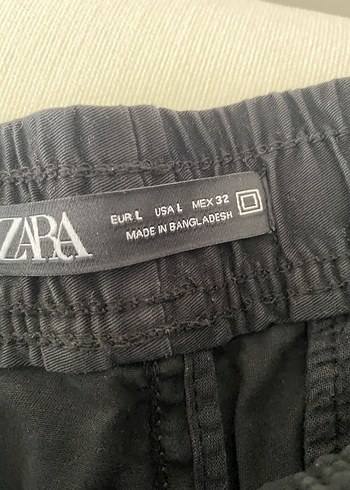 ZARA
EUR L USA L MEX 32
MADE IN BANGLADESH